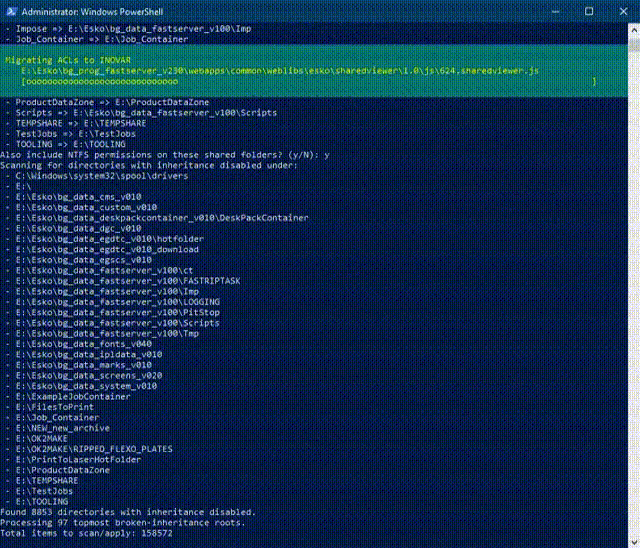 Administrator: Windows PowerShell
- Impose => E:\Esko\bg_data_fastserver_v100\Imp
- Job_Container => E:\Job_Container
Migrating ACLs to INOVAR
E:\Esko\bg_prog_fastserver_v230\webapps\common\weblibs\esko\sharedviewer\1.0\js\624.sharedviewer.js
[oooooooooooooooooooooooooooooo ]
- ProductDataZone => E:\ProductDataZone
- Scripts => E:\Esko\bg_data_fastserver_v100\Scripts
- TEMPSHARE => E:\TEMPSHARE
- TestJobs => E:\TestJobs
- TOOLING => E:\TOOLING
Also include NTFS permissions on these shared folders? (y/N): y
Scanning for directories with inheritance disabled under:
- C:\Windows\system32\spool\drivers
- E:\
- E:\Esko\bg_data_cms_v010
- E:\Esko\bg_data_custom_v010
- E:\Esko\bg_data_deskpackcontainer_v010\DeskPackContainer
- E:\Esko\bg_data_dgc_v010
- E:\Esko\bg_data_egdtc_v010\hotfolder
- E:\Esko\bg_data_egdtc_v010_download
- E:\Esko\bg_data_egscs_v010
- E:\Esko\bg_data_fastserver_v100\ct
- E:\Esko\bg_data_fastserver_v100\FASTRIPTASK
- E:\Esko\bg_data_fastserver_v100\Imp
- E:\Esko\bg_data_fastserver_v100\LOGGING
- E:\Esko\bg_data_fastserver_v100\PitStop
- E:\Esko\bg_data_fastserver_v100\Scripts
- E:\Esko\bg_data_fastserver_v100\Tmp
- E:\Esko\bg_data_fonts_v040
- E:\Esko\bg_data_ipldata_v010
- E:\Esko\bg_data_marks_v010
- E:\Esko\bg_data_screens_v020
- E:\Esko\bg_data_system_v010
- E:\ExampleJobContainer
- E:\FilesToPrint
- E:\Job_Container
- E:\NEW_new_archive
- E:\OK2MAKE
- E:\OK2MAKE\RIPPED_FLEXO_PLATES
- E:\PrintToLaserHotFolder
- E:\ProductDataZone
- E:\TEMPSHARE
- E:\TestJobs
- E:\TOOLING
Found 8853 directories with inheritance disabled.
Processing 97 topmost broken-inheritance roots.
Total items to scan/apply: 158572